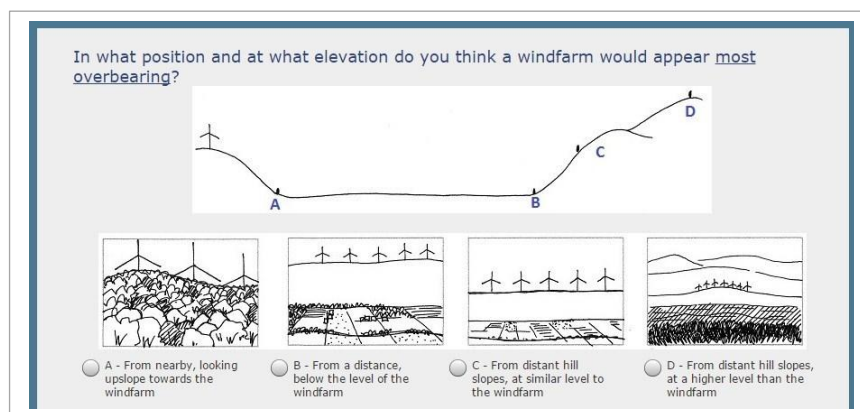 In what position and at what elevation do you think a windfarm would appear most
overbearing?
D
C
A
B
A - From nearby, looking
upslope towards the
windfarm
B - From a distance,
below the level of the
windfarm
C - From distant hill
slopes, at similar level to
the windfarm
D - From distant hill slopes,
at a higher level than the
windfarm